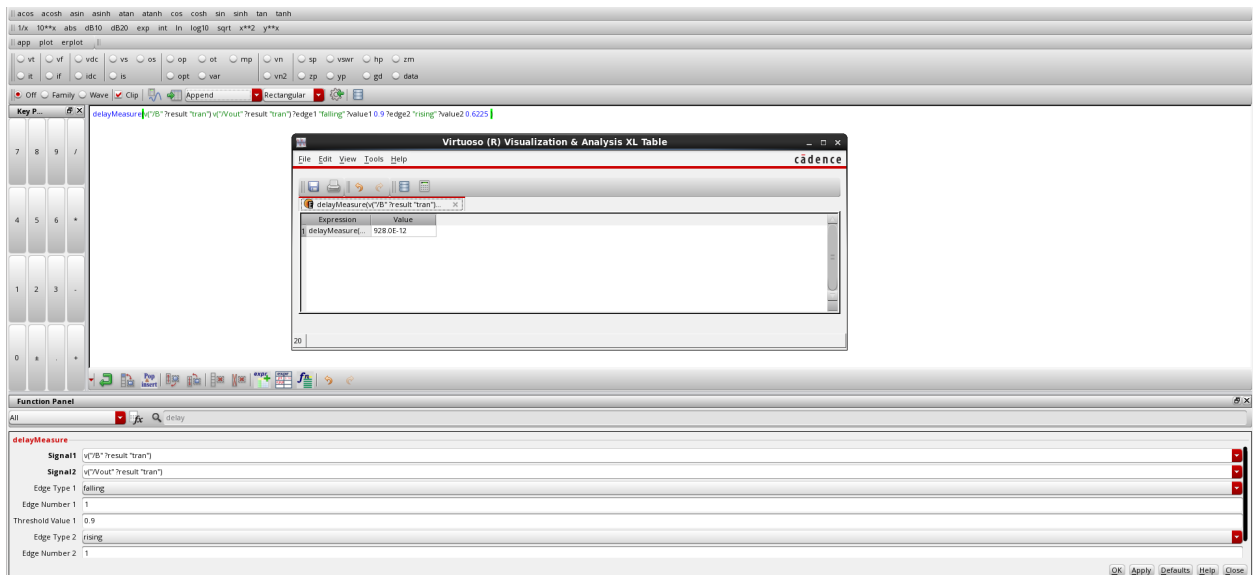 acos acosh asin asinh atan atanh cos cosh sin sinh tan tanh
1/x 10**x abs dB10 dB20 exp int ln log10 sqrt x**2 y**x
app plot erplot
vt vf vdc vs os op ot mp vn sp vswr hp zm
it if idc is opt var vn2 zp yp gd data
Off Family Wave Clip Append Rectangular
Key P...
delayMeasure(v("/B" ?result "tran") v("/Vout" ?result "tran") ?edge1 "falling" ?value1 0.9 ?edge2 "rising" ?value2 0.6225 )
Virtuoso (R) Visualization & Analysis XL Table
File Edit View Tools Help
cādence
delayMeasure(v("/B" ?result "tran")...
Expression Value
1 delayMeasure(... 928.0E-12
20
7 8 9 /
4 5 6 *
1 2 3 -
0 ± . +
Pop
insert
expr
expr
Function Panel
All fx delay
delayMeasure
Signal1 v("/B" ?result "tran")
Signal2 v("/Vout" ?result "tran")
Edge Type 1 falling
Edge Number 1 1
Threshold Value 1 0.9
Edge Type 2 rising
Edge Number 2 1
OK Apply Defaults Help Close